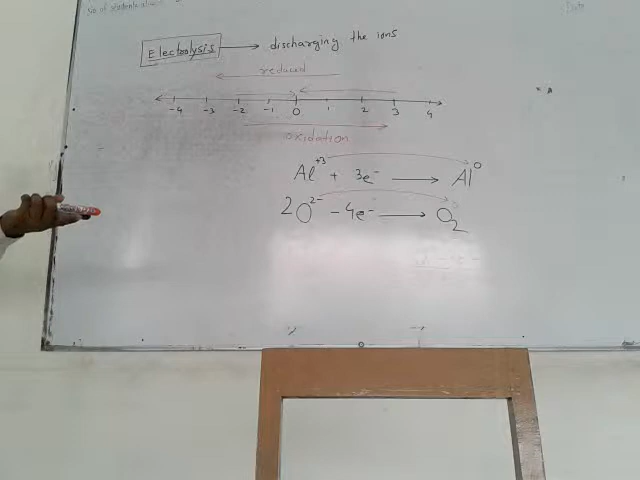 Electrolysis → discharging the ions
reduced
-4 -3 -2 -1 0 1 2 3 4
oxidation
Al⁺³ + 3e⁻ → Al⁰
2O²⁻ - 4e⁻ → O₂